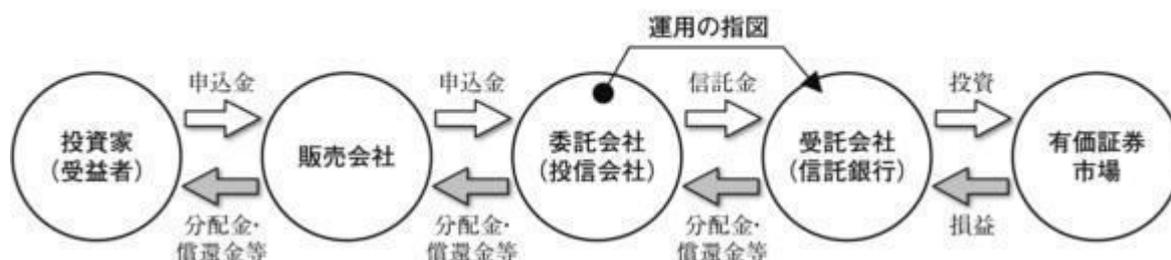 運用の指図
申込金
申込金
信託金
投資
投資家
(受益者)
販売会社
委託会社
(投信会社)
受託会社
(信託銀行)
有価証券
市場
分配金・
償還金等
分配金・
償還金等
分配金・
償還金等
損益